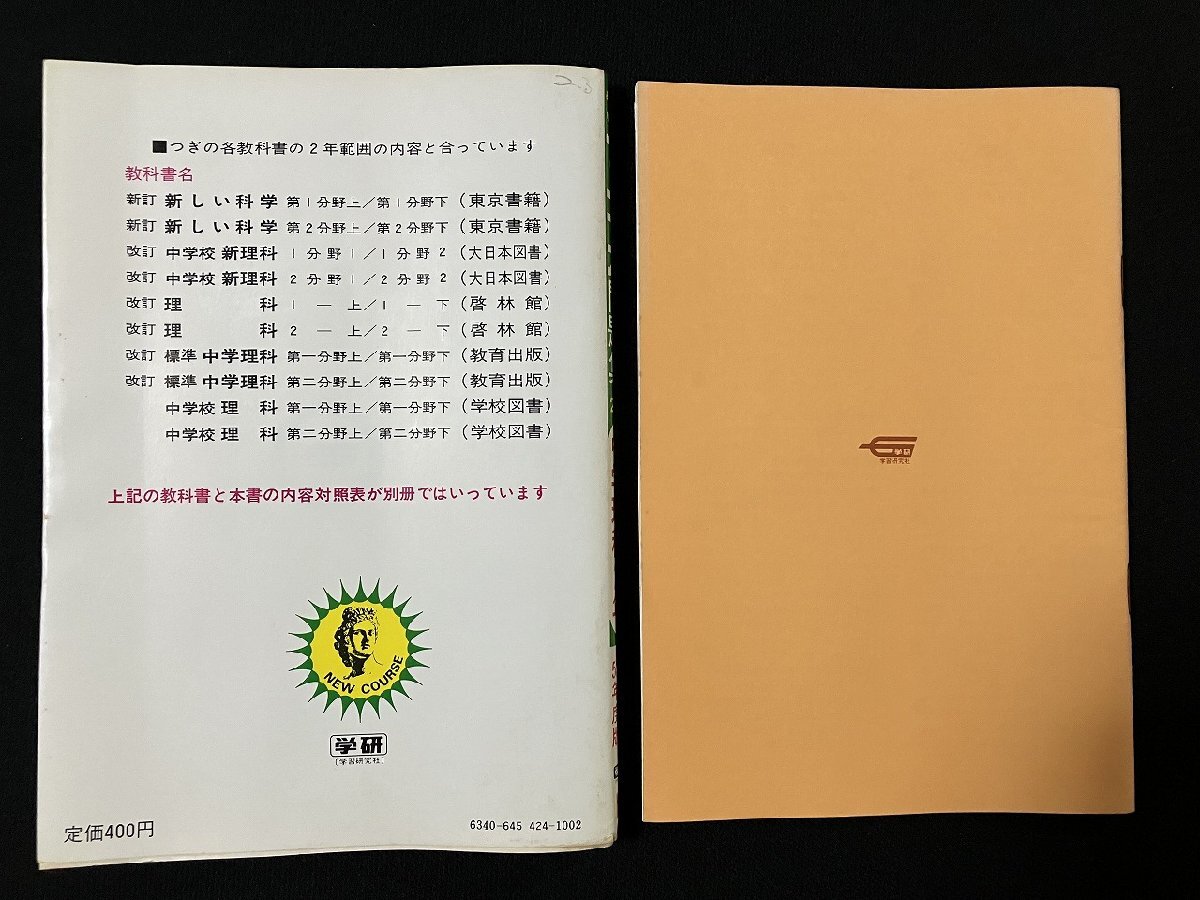 ■つぎの各教科書の2年範囲の内容と合っています
教科書名
新訂 新しい科学 第1分野上／第1分野下（東京書籍）
新訂 新しい科学 第2分野上／第2分野下（東京書籍）
改訂 中学校 新理科 1分野1／1分野2（大日本図書）
改訂 中学校 新理科 2分野1／2分野2（大日本図書）
改訂 理科 1—上／1—下（啓林館）
改訂 理科 2—上／2—下（啓林館）
改訂 標準 中学理科 第一分野上／第一分野下（教育出版）
改訂 標準 中学理科 第二分野上／第二分野下（教育出版）
中学校 理科 第一分野上／第一分野下（学校図書）
中学校 理科 第二分野上／第二分野下（学校図書）
上記の教科書と本書の内容対照表が別冊ではいっています
NEW COURSE
学研
（学習研究社）
定価400円
6340-645 424-1002
年度版
学研
学習研究社